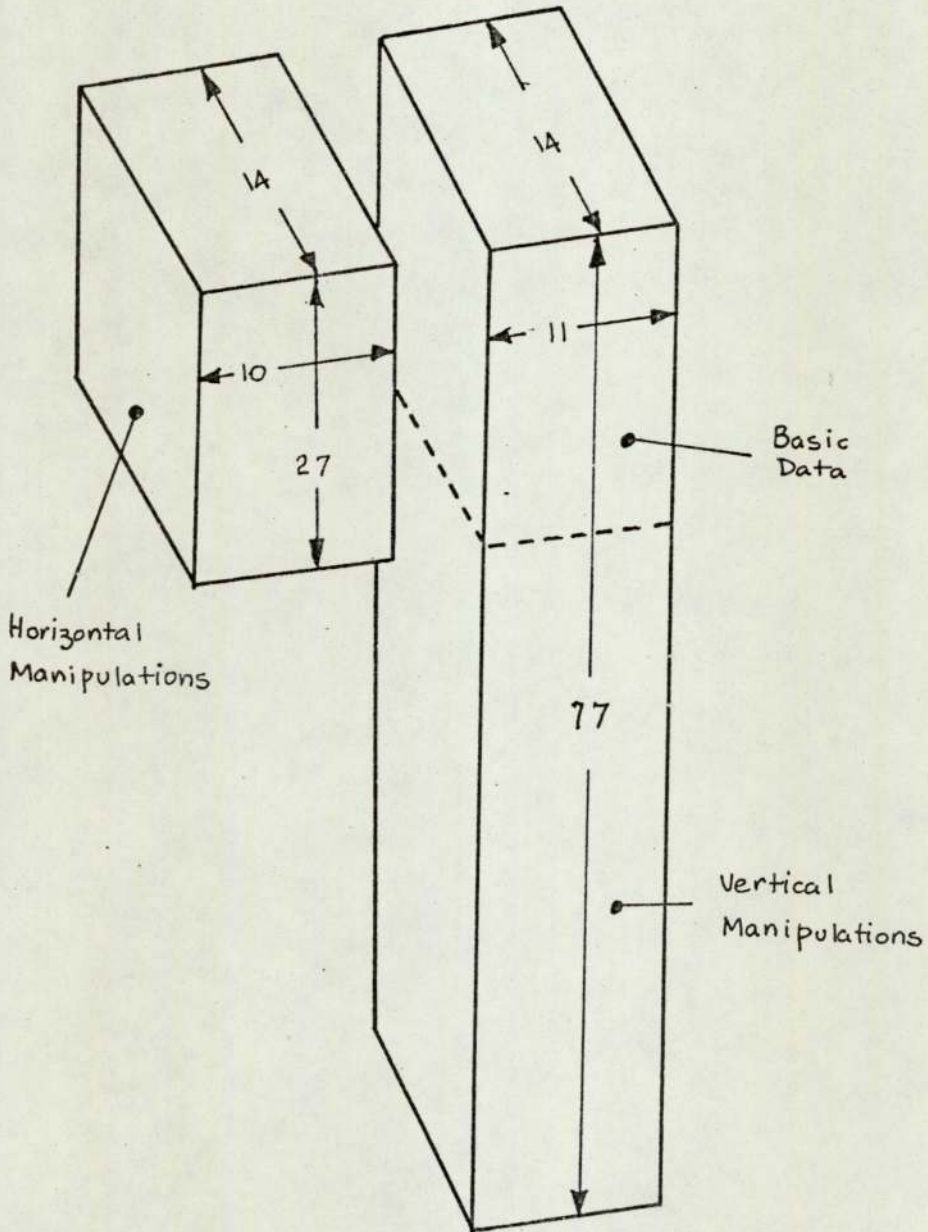 14
14
10
11
27
Basic
Data
Horizontal
Manipulations
77
Vertical
Manipulations